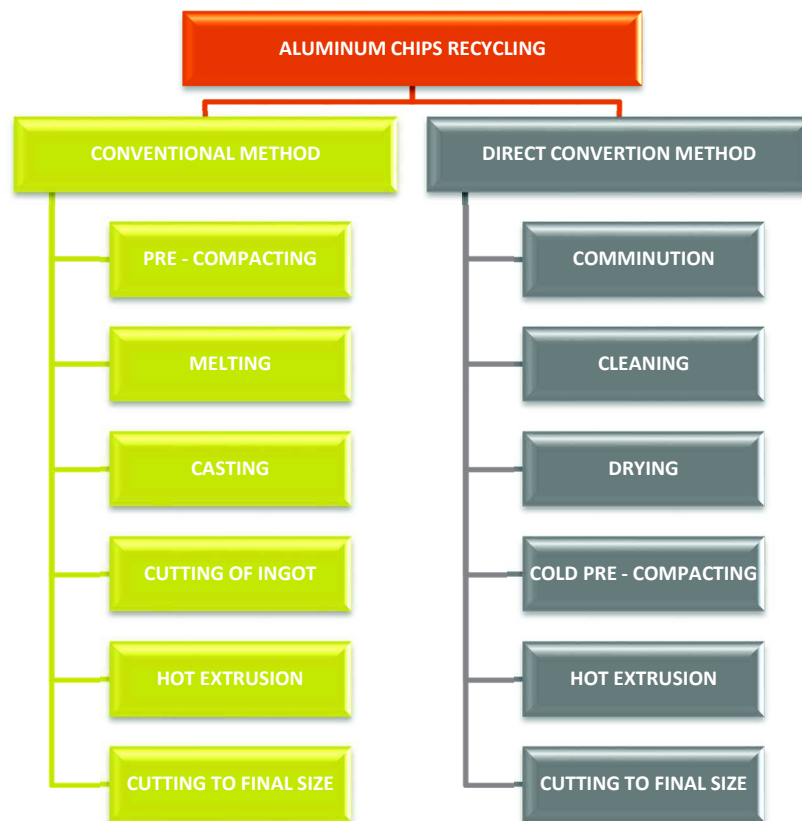 ALUMINUM CHIPS RECYCLING
CONVENTIONAL METHOD
PRE - COMPACTING
MELTING
CASTING
CUTTING OF INGOT
HOT EXTRUSION
CUTTING TO FINAL SIZE
DIRECT CONVERTION METHOD
COMMINUTION
CLEANING
DRYING
COLD PRE - COMPACTING
HOT EXTRUSION
CUTTING TO FINAL SIZE